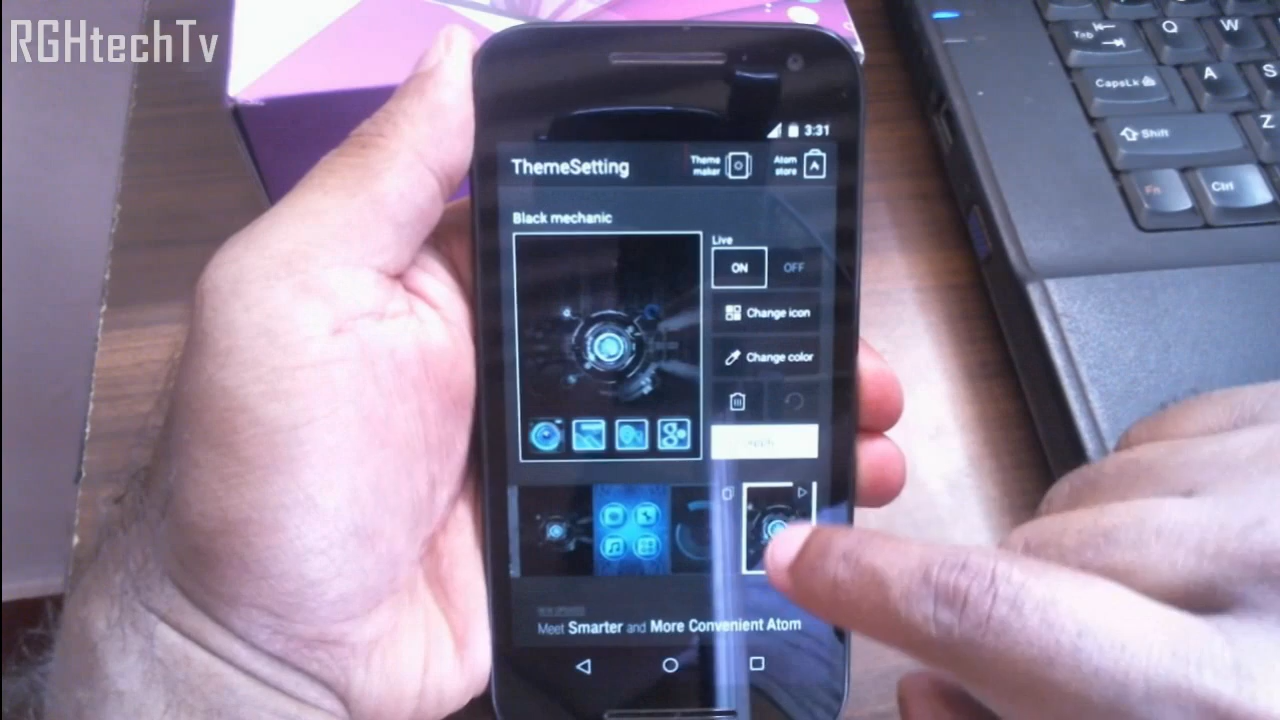 RGHtechTv
3:31
ThemeSetting
Theme
maker
Atom
store
A
Black mechanic
Live
ON OFF
Change icon
Change color
Meet Smarter and More Convenient Atom
Tab Q W
CapsLk A S
Shift Z
Fn Ctrl